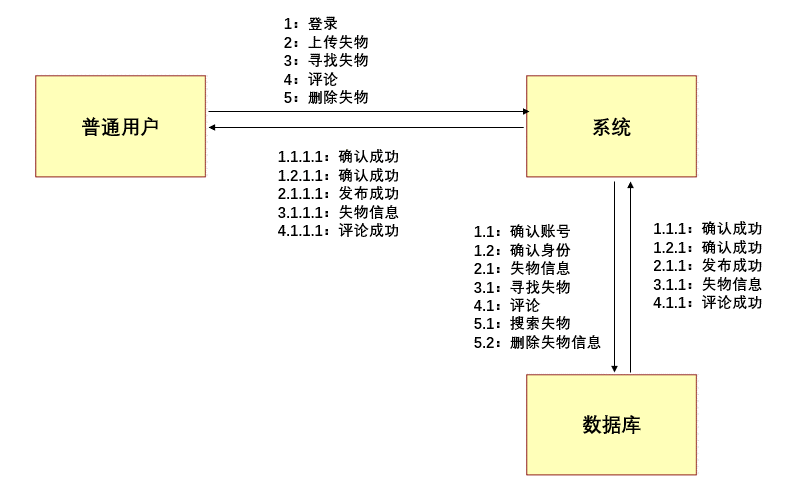 1：登录
2：上传失物
3：寻找失物
4：评论
5：删除失物
普通用户
系统
1.1.1.1：确认成功
1.2.1.1：确认成功
2.1.1.1：发布成功
3.1.1.1：失物信息
4.1.1.1：评论成功
1.1：确认账号
1.2：确认身份
2.1：失物信息
3.1：寻找失物
4.1：评论
5.1：搜索失物
5.2：删除失物信息
1.1.1：确认成功
1.2.1：确认成功
2.1.1：发布成功
3.1.1：失物信息
4.1.1：评论成功
数据库